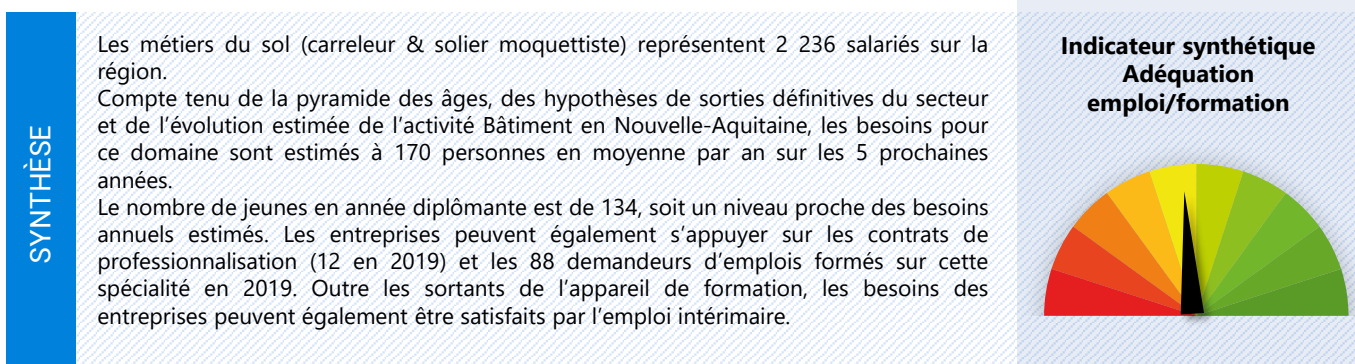 SYNTHÈSE
Les métiers du sol (carreleur & solier moquettiste) représentent 2 236 salariés sur la
région.
Compte tenu de la pyramide des âges, des hypothèses de sorties définitives du secteur
et de l’évolution estimée de l’activité Bâtiment en Nouvelle-Aquitaine, les besoins pour
ce domaine sont estimés à 170 personnes en moyenne par an sur les 5 prochaines
années.
Le nombre de jeunes en année diplômante est de 134, soit un niveau proche des besoins
annuels estimés. Les entreprises peuvent également s’appuyer sur les contrats de
professionnalisation (12 en 2019) et les 88 demandeurs d’emplois formés sur cette
spécialité en 2019. Outre les sortants de l’appareil de formation, les besoins des
entreprises peuvent également être satisfaits par l’emploi intérimaire.
Indicateur synthétique
Adéquation
emploi/formation